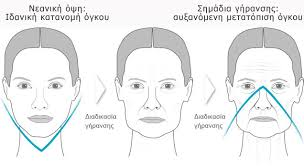 Νεανική όψη:
Ιδανική κατανομή όγκου
Σημάδια γήρανσης:
αυξανόμενη μετατόπιση όγκου
Διαδικασία
γήρανσης
Διαδικασία
γήρανσης